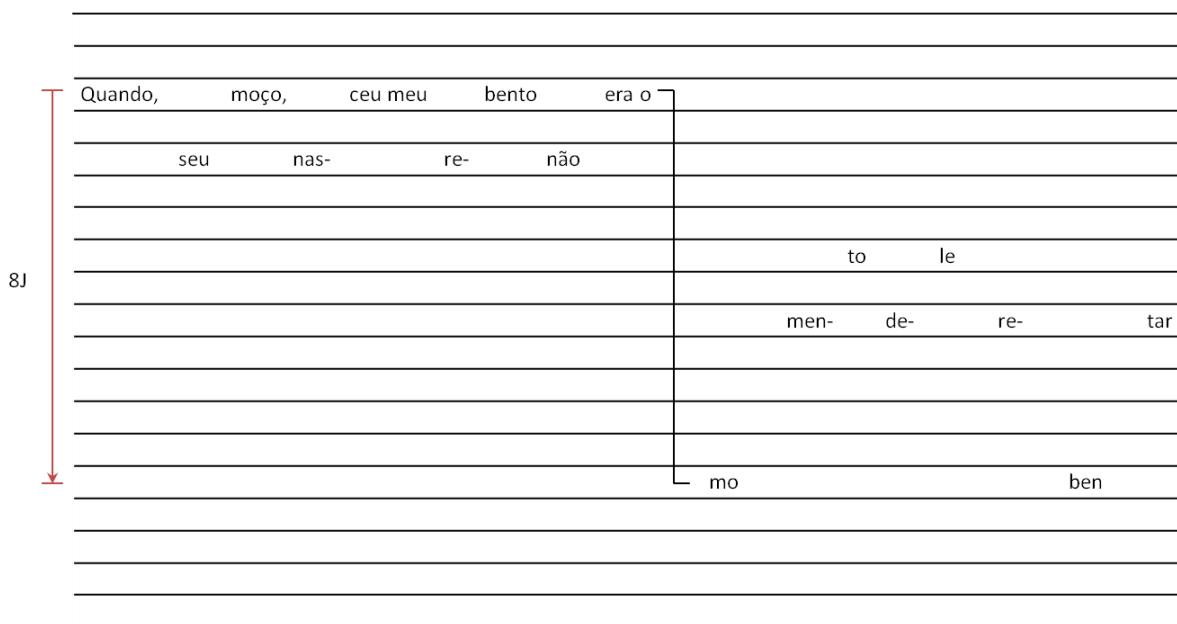 Quando, moço, ceu meu bento era o
seu nas- re- não
to le
men- de- re- tar
8J
mo ben